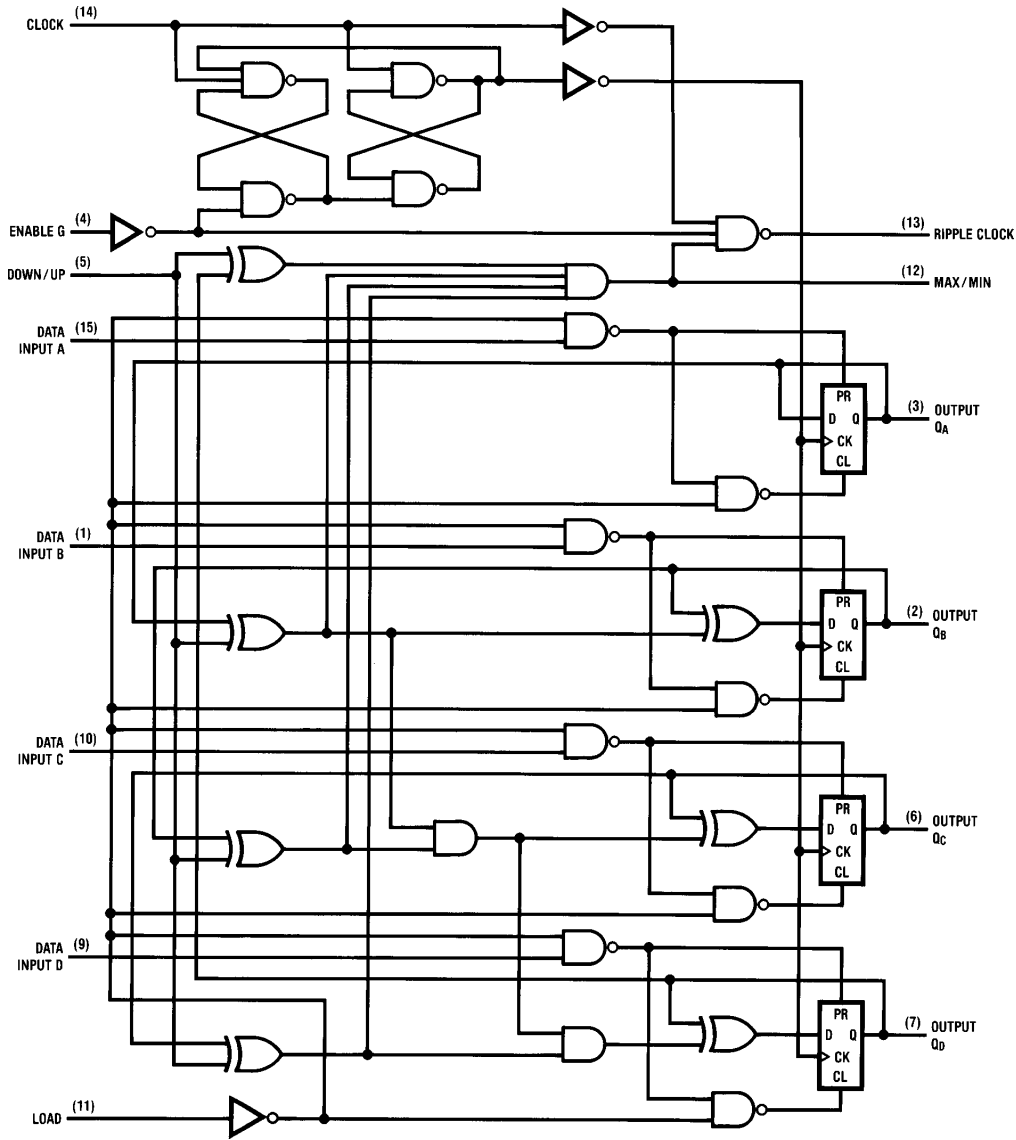 CLOCK (14)
ENABLE G (4)
DOWN/UP (5)
(13) RIPPLE CLOCK
(12) MAX/MIN
DATA (15)
INPUT A
PR
D Q
CK
CL
(3) OUTPUT
QA
DATA (1)
INPUT B
PR
D Q
CK
CL
(2) OUTPUT
QB
DATA (10)
INPUT C
PR
D Q
CK
CL
(6) OUTPUT
QC
DATA (9)
INPUT D
PR
D Q
CK
CL
(7) OUTPUT
QD
LOAD (11)